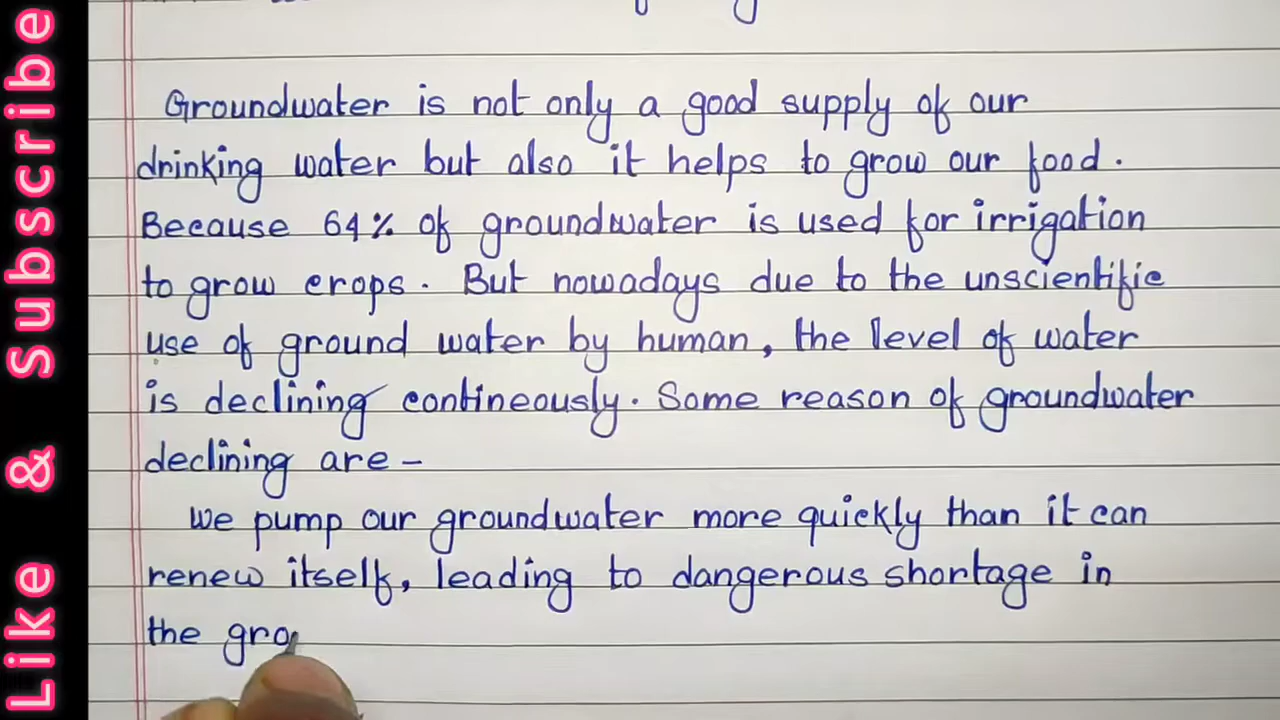 Like & Subscribe
Groundwater is not only a good supply of our
drinking water but also it helps to grow our food.
Because 64% of groundwater is used for irrigation
to grow crops. But nowadays due to the unscientific
use of ground water by human, the level of water
is declining contineously. Some reason of groundwater
declining are -
We pump our groundwater more quickly than it can
renew itself, leading to dangerous shortage in
the gro